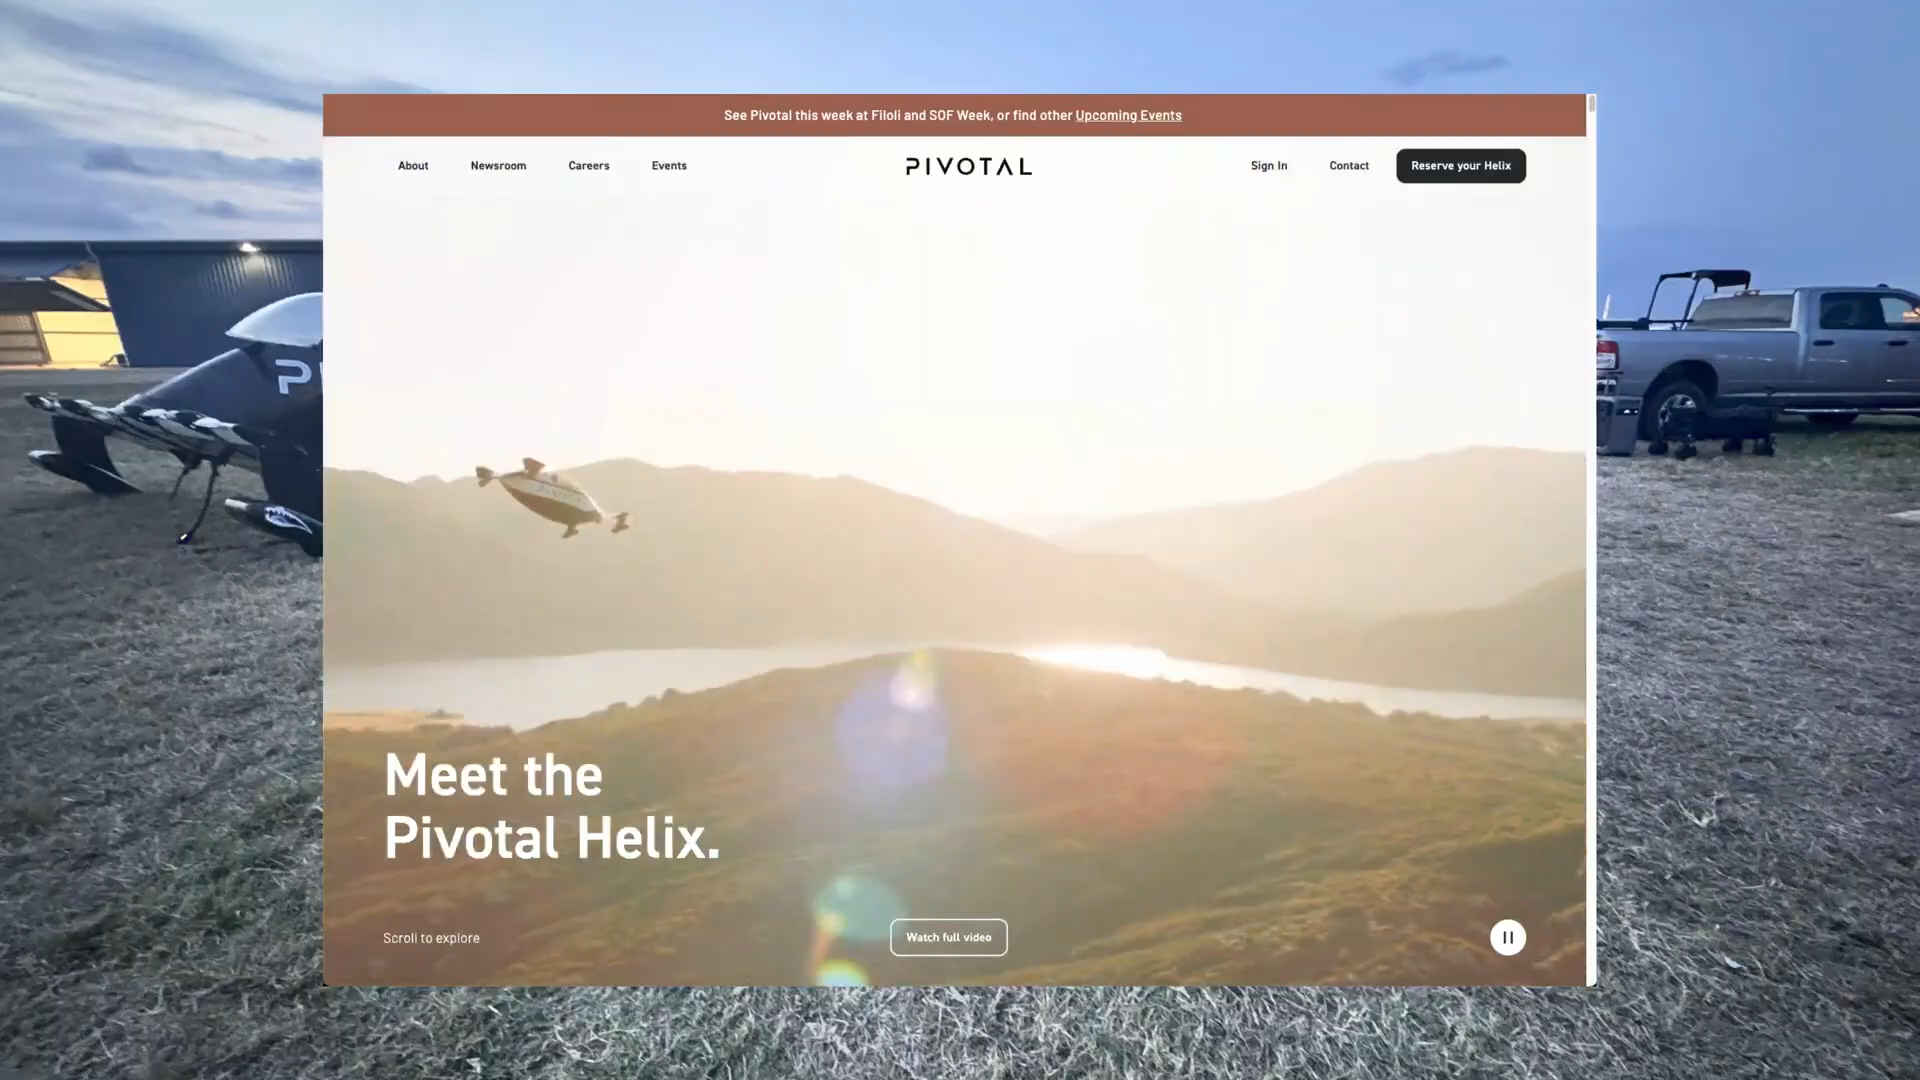 See Pivotal this week at Filoli and SOF Week, or find other Upcoming Events
About Newsroom Careers Events PIVOTAL Sign In Contact Reserve your Helix
Meet the
Pivotal Helix.
Scroll to explore Watch full video